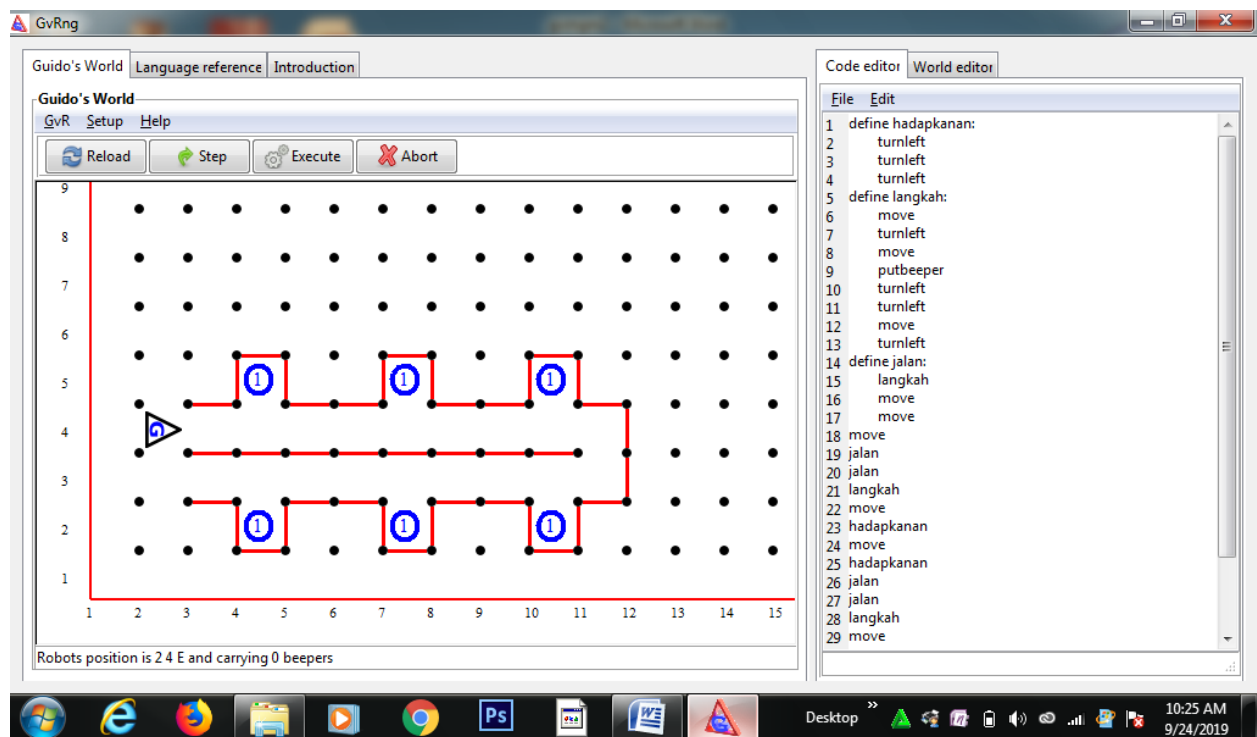 GvRng
Guido's World Language reference Introduction
Guido's World
GvR Setup Help
Reload Step Execute Abort
9
8
7
6
5
4
3
2
1
1 1 1
G
1 1 1
1 2 3 4 5 6 7 8 9 10 11 12 13 14 15
Robots position is 2 4 E and carrying 0 beepers
Code editor World editor
File Edit
1 define hadapkanan:
2 turnleft
3 turnleft
4 turnleft
5 define langkah:
6 move
7 turnleft
8 move
9 putbeeper
10 turnleft
11 turnleft
12 move
13 turnleft
14 define jalan:
15 langkah
16 move
17 move
18 move
19 jalan
20 jalan
21 langkah
22 move
23 hadapkanan
24 move
25 hadapkanan
26 jalan
27 jalan
28 langkah
29 move
Ps
Desktop
10:25 AM
9/24/2019